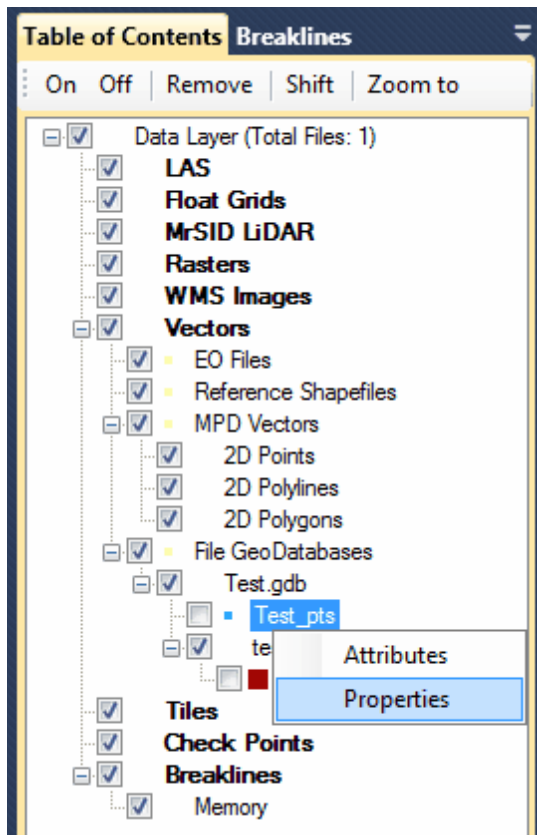 Table of Contents Breaklines
On Off Remove Shift Zoom to
Data Layer (Total Files: 1)
LAS
Float Grids
MrSID LiDAR
Rasters
WMS Images
Vectors
EO Files
Reference Shapefiles
MPD Vectors
2D Points
2D Polylines
2D Polygons
File GeoDatabases
Test.gdb
Test_pts
te
Attributes
Properties
Tiles
Check Points
Breaklines
Memory